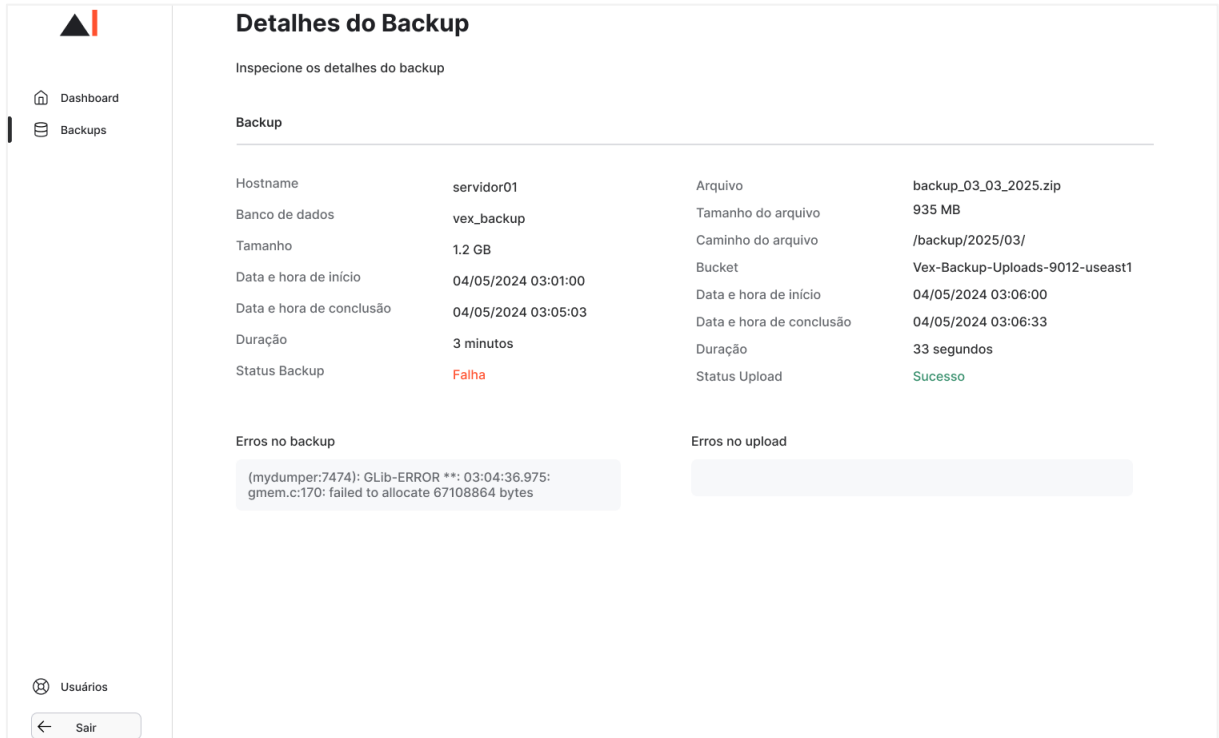 Detalhes do Backup
Inspecione os detalhes do backup
Dashboard
Backups
Backup
Hostname
servidor01
Banco de dados
vex_backup
Tamanho
1.2 GB
Data e hora de início
04/05/2024 03:01:00
Data e hora de conclusão
04/05/2024 03:05:03
Duração
3 minutos
Status Backup
Falha
Arquivo
backup_03_03_2025.zip
Tamanho do arquivo
935 MB
Caminho do arquivo
/backup/2025/03/
Bucket
Vex-Backup-Uploads-9012-useast1
Data e hora de início
04/05/2024 03:06:00
Data e hora de conclusão
04/05/2024 03:06:33
Duração
33 segundos
Status Upload
Sucesso
Erros no backup
(mydumper:7474): GLib-ERROR **: 03:04:36.975:
gmem.c:170: failed to allocate 67108864 bytes
Erros no upload
Usuários
Sair